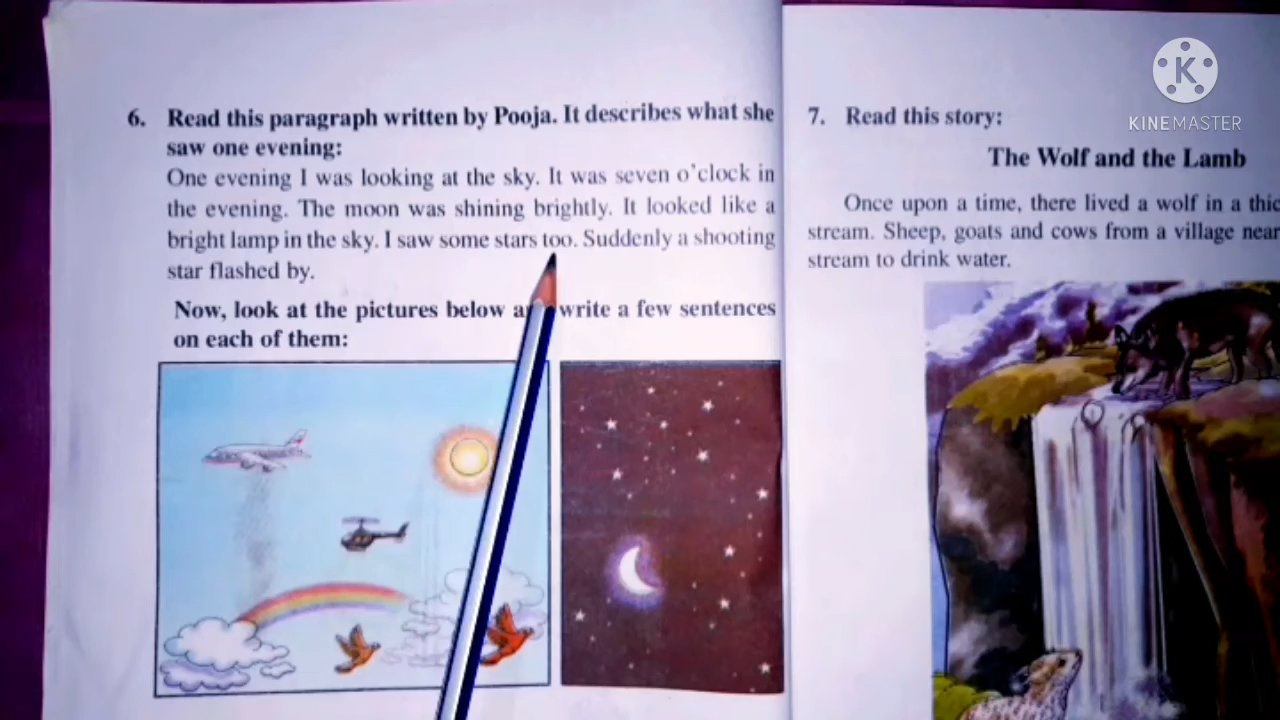 6. Read this paragraph written by Pooja. It describes what she
saw one evening:
One evening I was looking at the sky. It was seven o'clock in
the evening. The moon was shining brightly. It looked like a
bright lamp in the sky. I saw some stars too. Suddenly a shooting
star flashed by.
Now, look at the pictures below write a few sentences
on each of them:
7. Read this story:
The Wolf and the Lamb
Once upon a time, there lived a wolf in a
stream. Sheep, goats and cows from a village
stream to drink water.
K
KINEMASTER